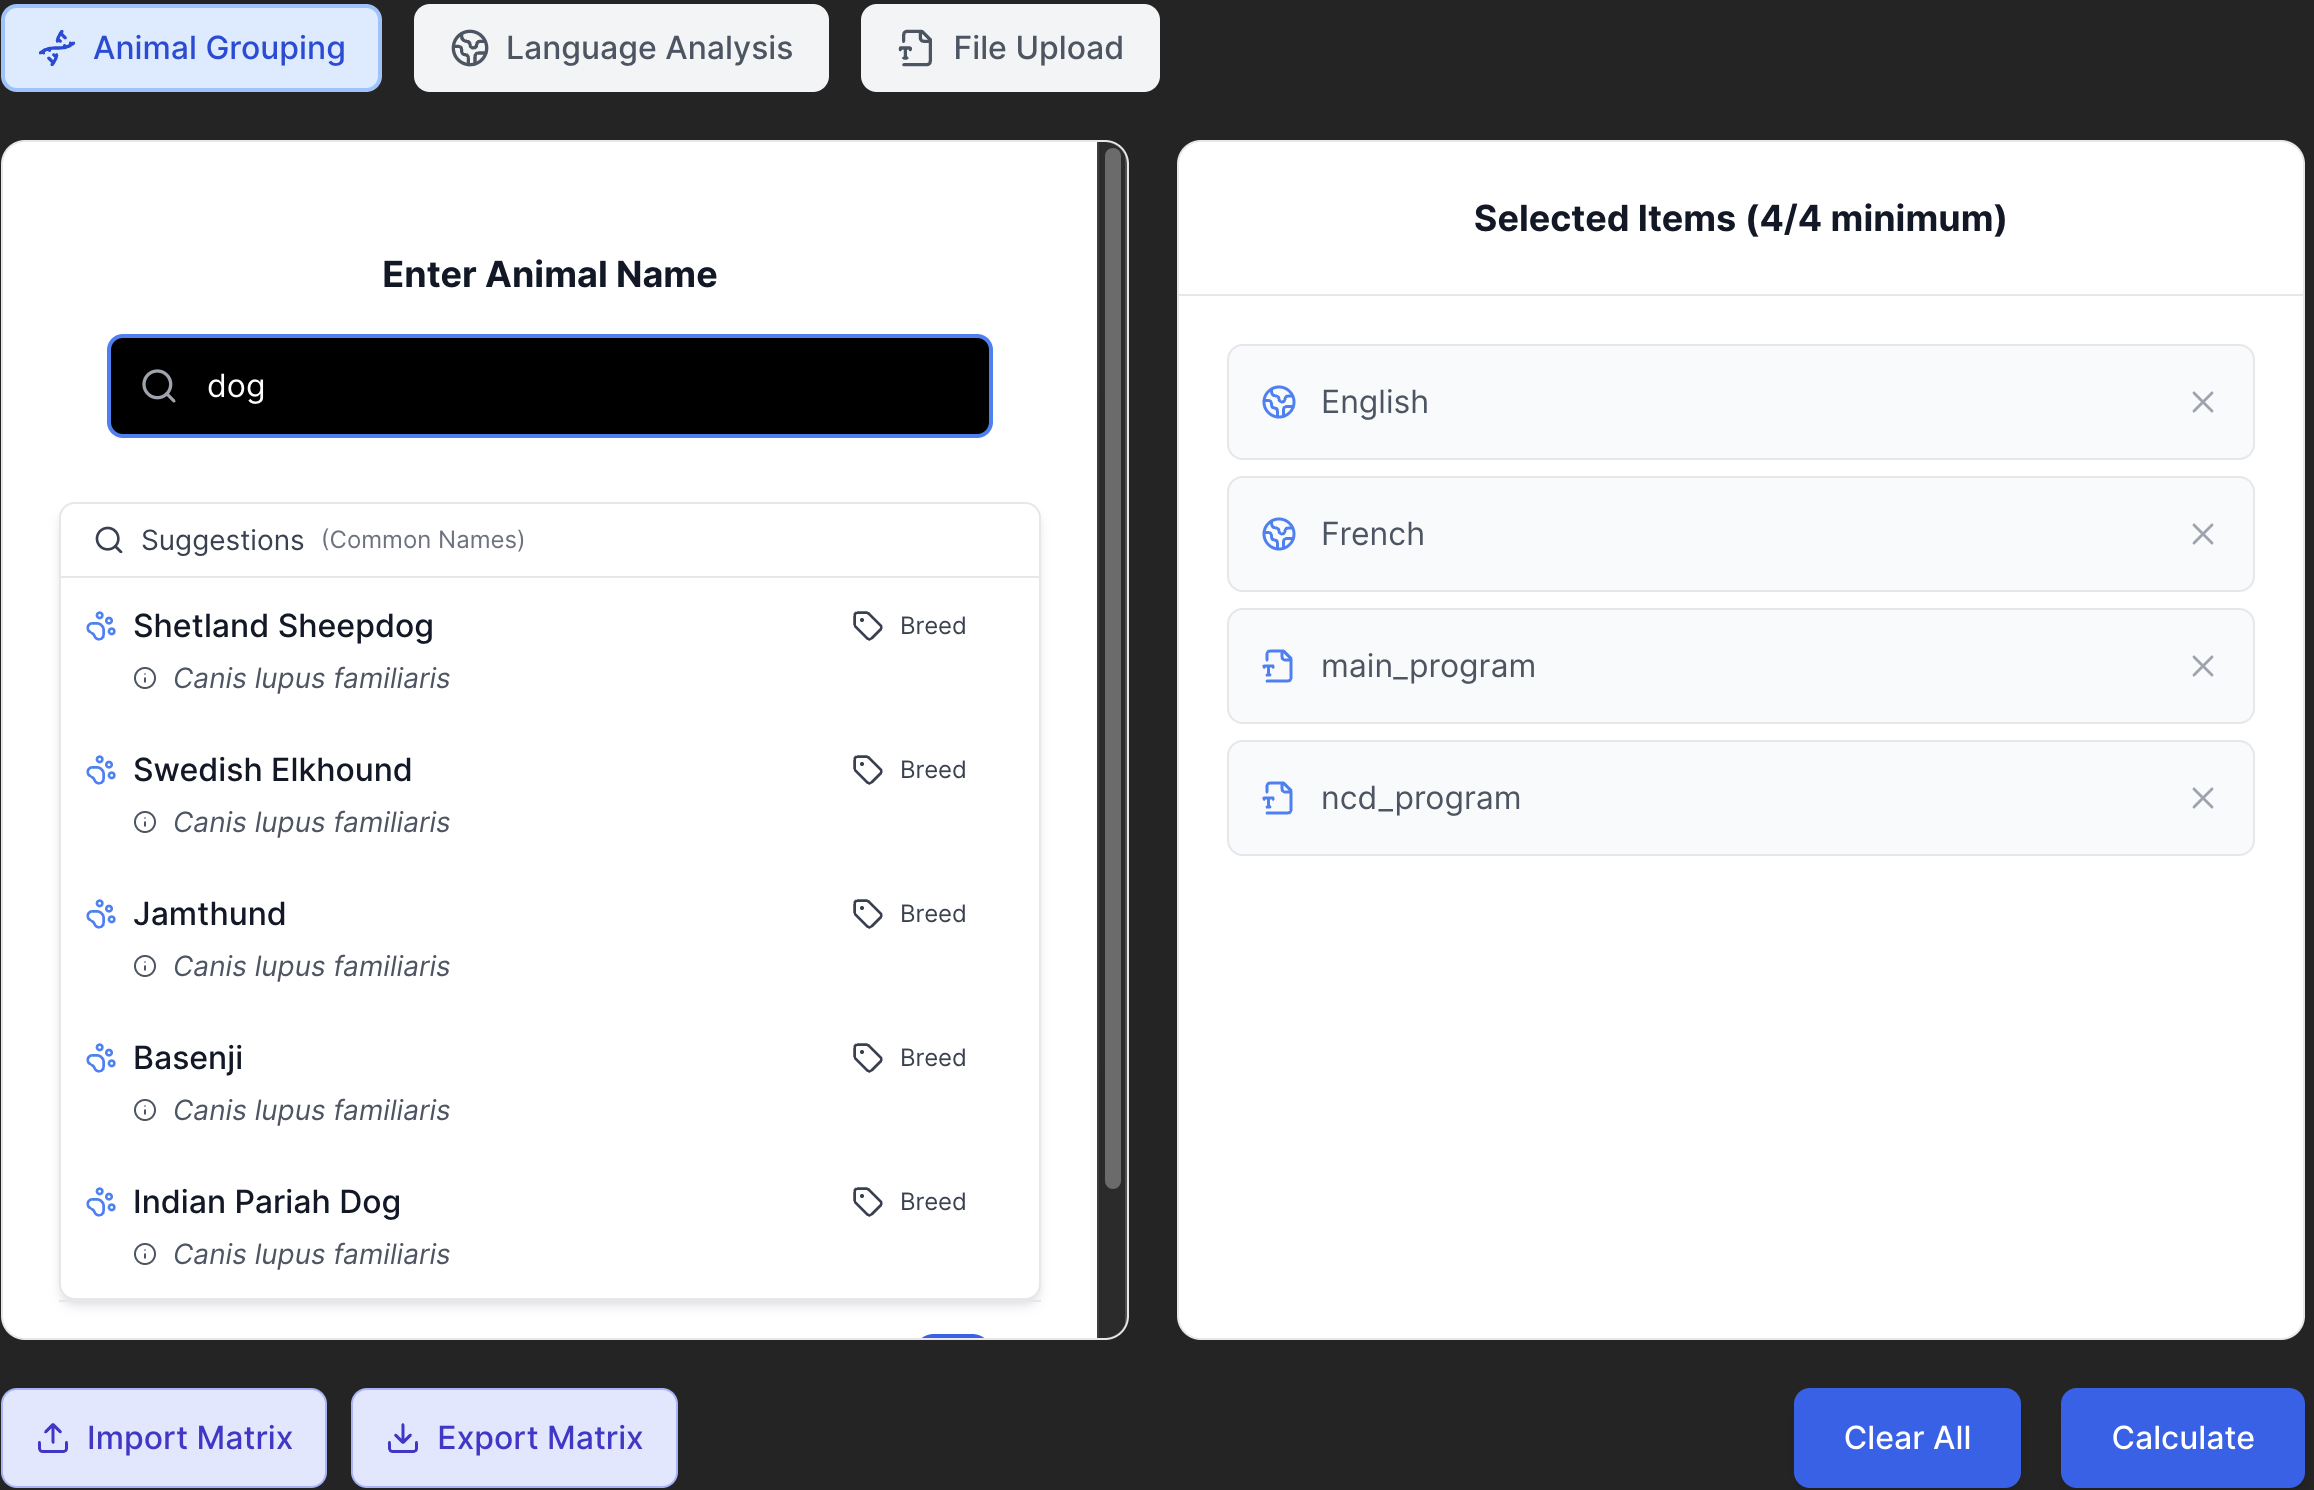 Animal Grouping
Language Analysis
File Upload
Enter Animal Name
dog
Suggestions (Common Names)
Shetland Sheepdog Breed
Canis lupus familiaris
Swedish Elkhound Breed
Canis lupus familiaris
Jamthund Breed
Canis lupus familiaris
Basenji Breed
Canis lupus familiaris
Indian Pariah Dog Breed
Canis lupus familiaris
Selected Items (4/4 minimum)
English
French
main_program
ncd_program
Import Matrix
Export Matrix
Clear All
Calculate